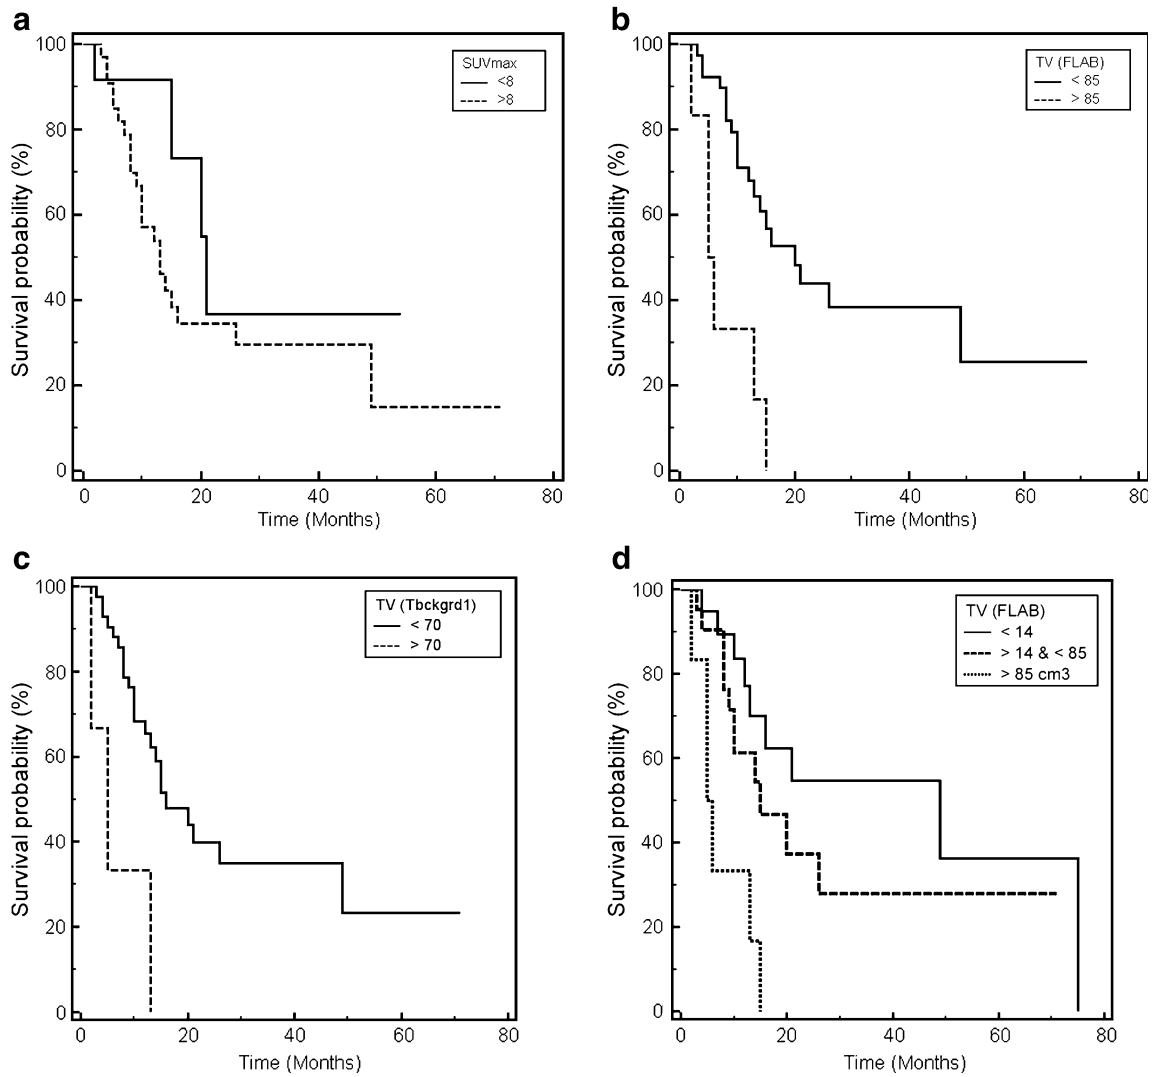 a
100
80
60
40
20
0
Survival probability (%)
SUVmax
<8
>8
0 20 40 60 80
Time (Months)
b
100
80
60
40
20
0
Survival probability (%)
TV (FLAB)
< 85
> 85
0 20 40 60 80
Time (Months)
c
100
80
60
40
20
0
Survival probability (%)
TV (Tbckgrd1)
< 70
> 70
0 20 40 60 80
Time (Months)
d
100
80
60
40
20
0
Survival probability (%)
TV (FLAB)
< 14
> 14 & < 85
> 85 cm3
0 20 40 60 80
Time (Months)